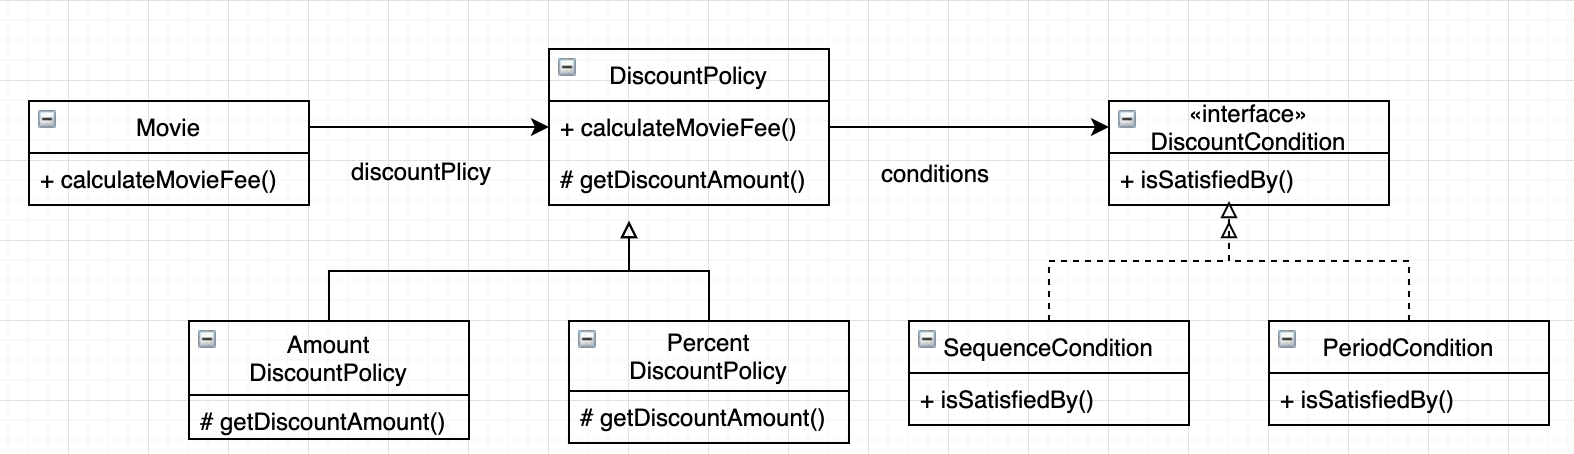 Movie
+ calculateMovieFee()
discountPlicy
DiscountPolicy
+ calculateMovieFee()
# getDiscountAmount()
conditions
«interface»
DiscountCondition
+ isSatisfiedBy()
Amount
DiscountPolicy
# getDiscountAmount()
Percent
DiscountPolicy
# getDiscountAmount()
SequenceCondition
+ isSatisfiedBy()
PeriodCondition
+ isSatisfiedBy()